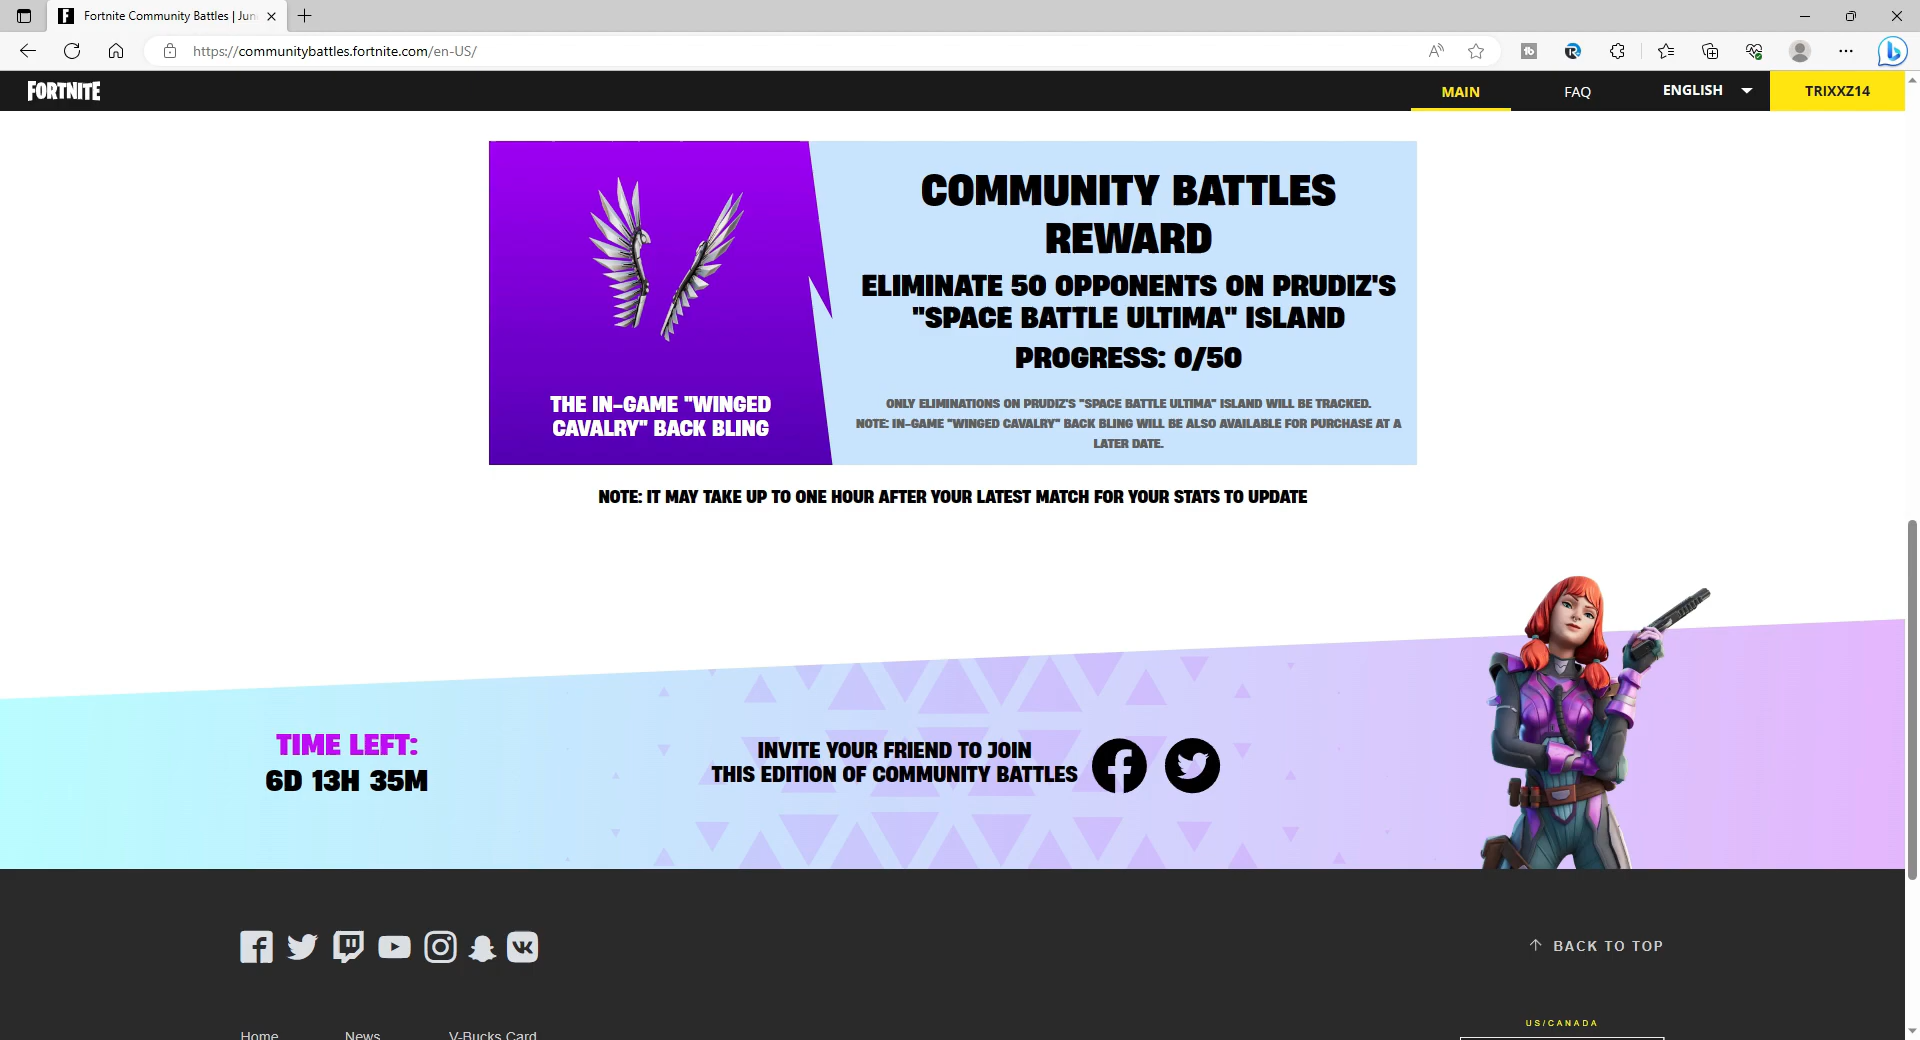 Fortnite Community Battles | Jun
https://communitybattles.fortnite.com/en-US/
FORTNITE
MAIN
FAQ
ENGLISH
TRIXXZ14
COMMUNITY BATTLES
REWARD
ELIMINATE 50 OPPONENTS ON PRUDIZ'S
"SPACE BATTLE ULTIMA" ISLAND
PROGRESS: 0/50
THE IN-GAME "WINGED
CAVALRY" BACK BLING
ONLY ELIMINATIONS ON PRUDIZ'S "SPACE BATTLE ULTIMA" ISLAND WILL BE TRACKED.
NOTE: IN-GAME "WINGED CAVALRY" BACK BLING WILL BE ALSO AVAILABLE FOR PURCHASE AT A
LATER DATE.
NOTE: IT MAY TAKE UP TO ONE HOUR AFTER YOUR LATEST MATCH FOR YOUR STATS TO UPDATE
TIME LEFT:
6D 13H 35M
INVITE YOUR FRIEND TO JOIN
THIS EDITION OF COMMUNITY BATTLES
BACK TO TOP
US/CANADA
Home
News
V-Bucks Card